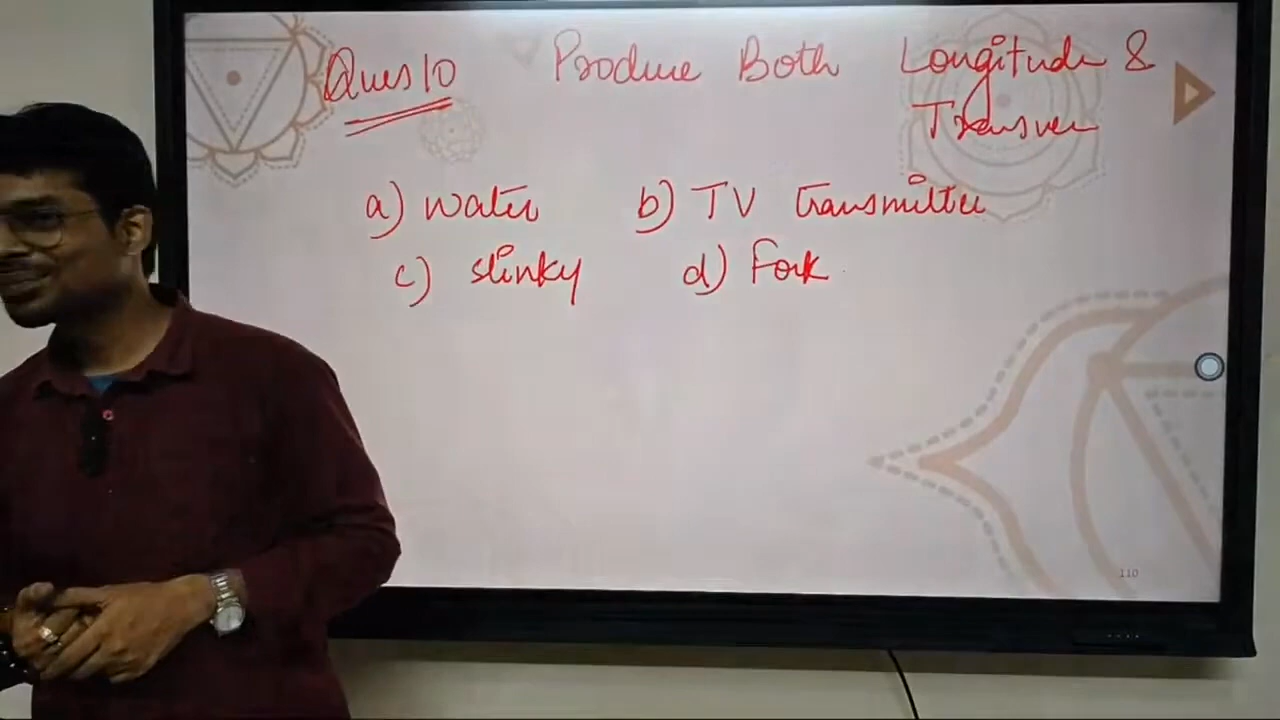 Ques 10 Produce Both Longitude &
Transver
a) water b) TV transmitter
c) slinky d) Fork
110